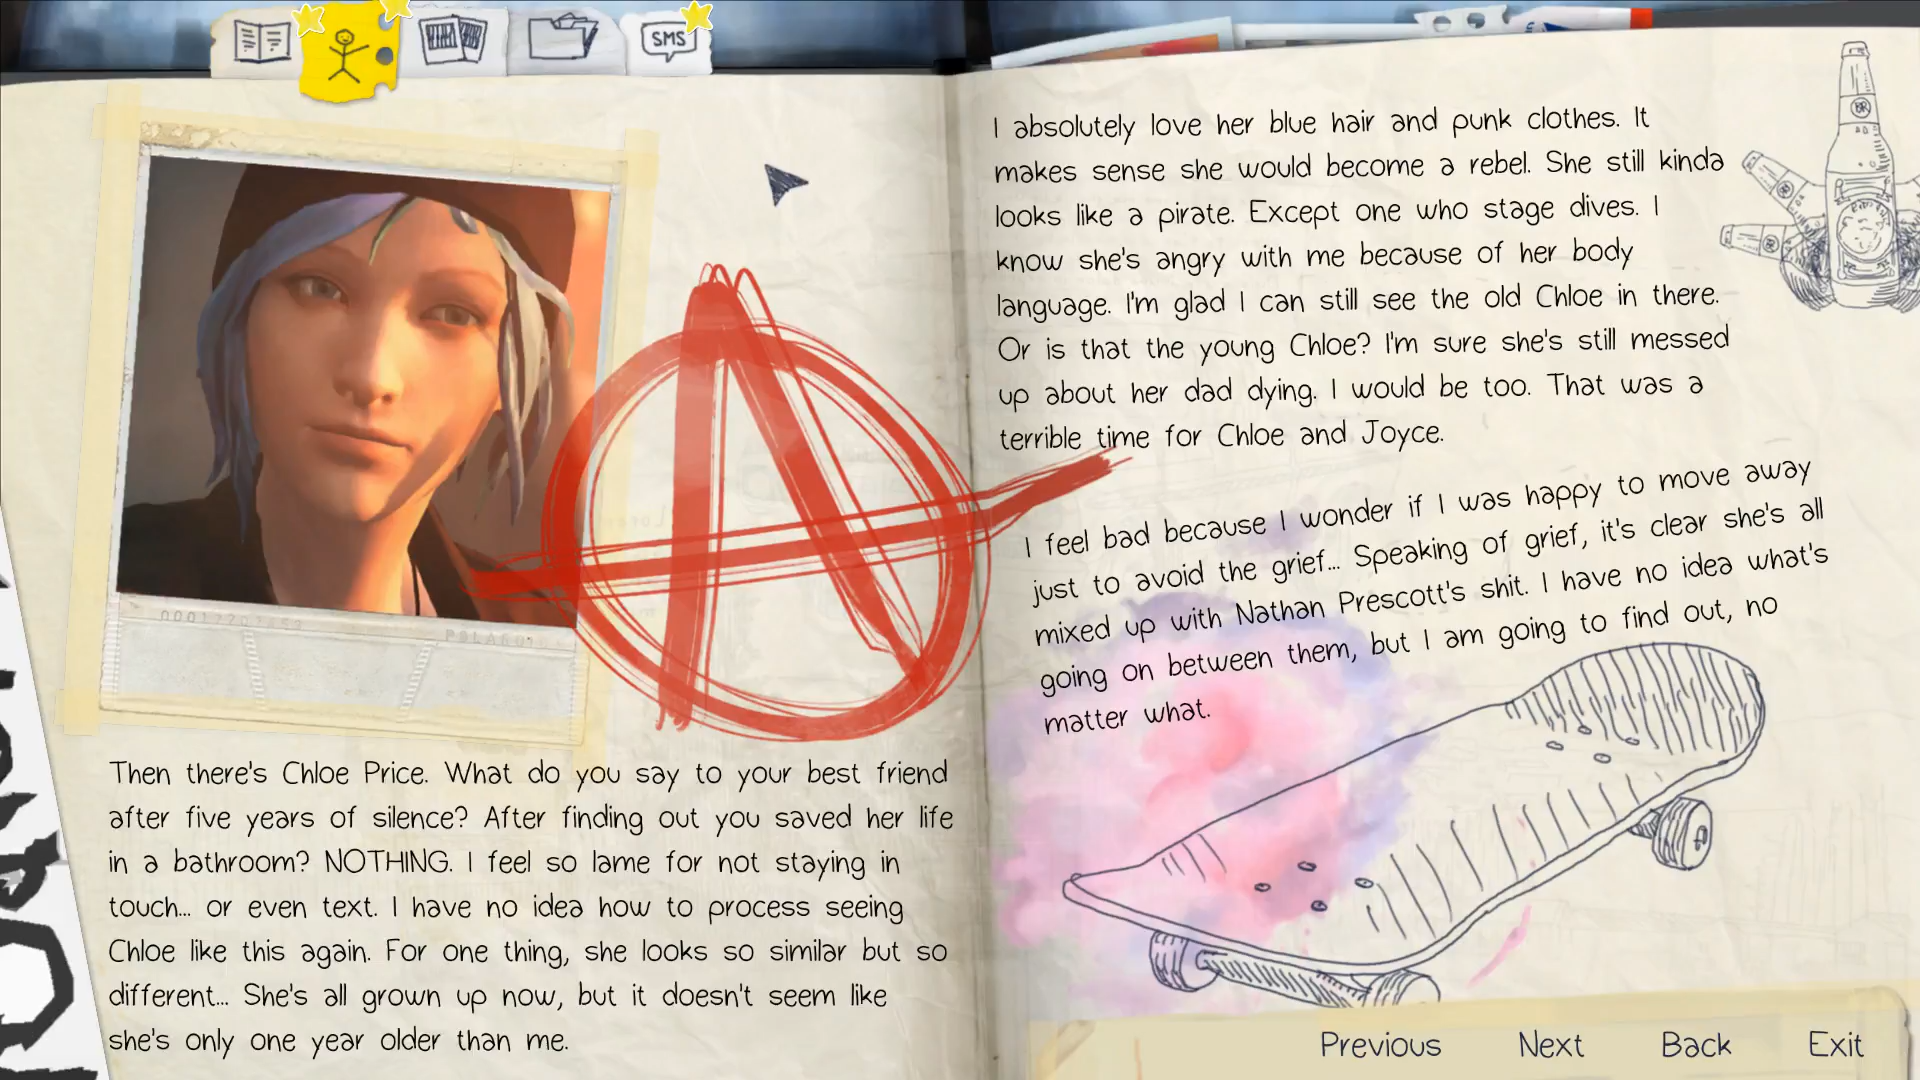 SMS
POLAROID
Then there's Chloe Price. What do you say to your best friend
after five years of silence? After finding out you saved her life
in a bathroom? NOTHING. I feel so lame for not staying in
touch... or even text. I have no idea how to process seeing
Chloe like this again. For one thing, she looks so similar but so
different... She's all grown up now, but it doesn't seem like
she's only one year older than me.
I absolutely love her blue hair and punk clothes. It
makes sense she would become a rebel. She still kinda
looks like a pirate. Except one who stage dives. I
know she's angry with me because of her body
language. I'm glad I can still see the old Chloe in there.
Or is that the young Chloe? I'm sure she's still messed
up about her dad dying. I would be too. That was a
terrible time for Chloe and Joyce.
I feel bad because I wonder if I was happy to move away
just to avoid the grief... Speaking of grief, it's clear she's all
mixed up with Nathan Prescott's shit. I have no idea what's
going on between them, but I am going to find out, no
matter what.
Previous Next Back Exit